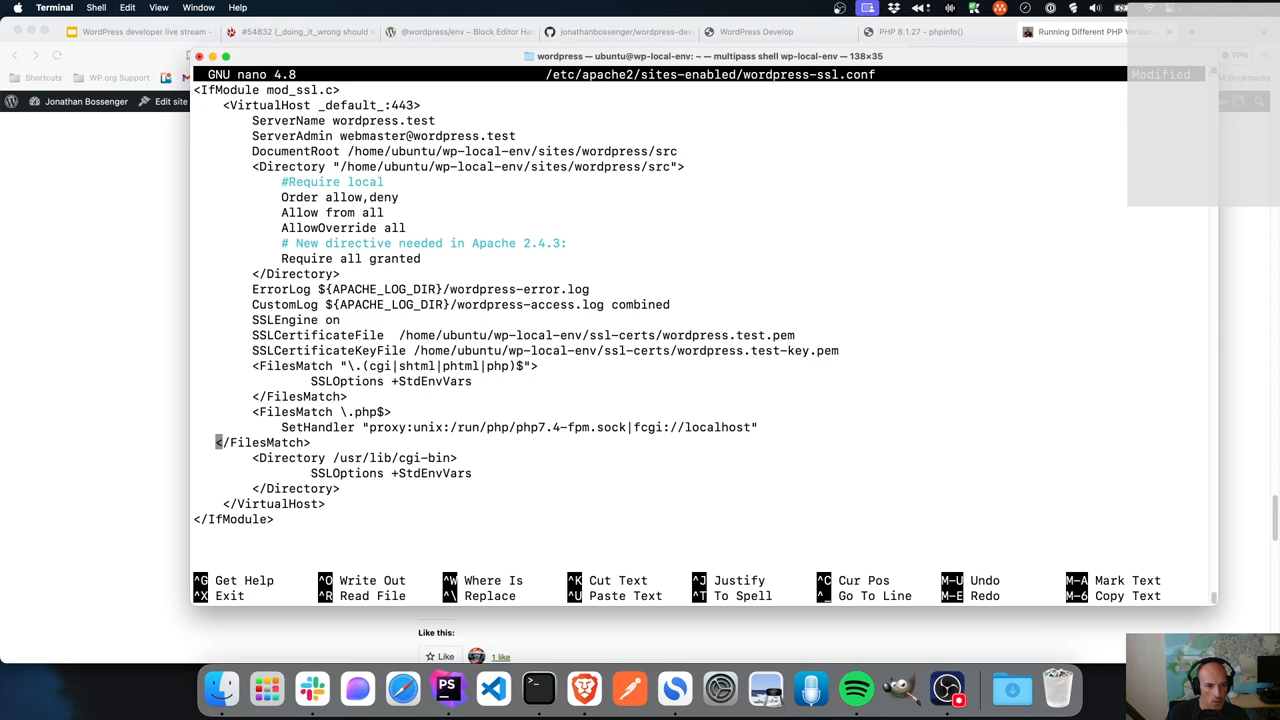 Terminal Shell Edit View Window Help
WordPress developer live stream -
#54832 (_doing_it_wrong should
@wordpress/env – Block Editor Han
jonathanbossenger/wordpress-dev
WordPress Develop
PHP 8.1.27 - phpinfo()
Running Different PHP Versions
VPN
Shortcuts
WP.org Support
All Bookmarks
Jonathan Bossenger
Edit site
wordpress — ubuntu@wp-local-env: ~ — multipass shell wp-local-env — 138×35
GNU nano 4.8 /etc/apache2/sites-enabled/wordpress-ssl.conf Modified
<IfModule mod_ssl.c>
<VirtualHost _default_:443>
ServerName wordpress.test
ServerAdmin webmaster@wordpress.test
DocumentRoot /home/ubuntu/wp-local-env/sites/wordpress/src
<Directory "/home/ubuntu/wp-local-env/sites/wordpress/src">
#Require local
Order allow,deny
Allow from all
AllowOverride all
# New directive needed in Apache 2.4.3:
Require all granted
</Directory>
ErrorLog ${APACHE_LOG_DIR}/wordpress-error.log
CustomLog ${APACHE_LOG_DIR}/wordpress-access.log combined
SSLEngine on
SSLCertificateFile /home/ubuntu/wp-local-env/ssl-certs/wordpress.test.pem
SSLCertificateKeyFile /home/ubuntu/wp-local-env/ssl-certs/wordpress.test-key.pem
<FilesMatch "\.(cgi|shtml|phtml|php)$">
SSLOptions +StdEnvVars
</FilesMatch>
<FilesMatch \.php$>
SetHandler "proxy:unix:/run/php/php7.4-fpm.sock|fcgi://localhost"
</FilesMatch>
<Directory /usr/lib/cgi-bin>
SSLOptions +StdEnvVars
</Directory>
</VirtualHost>
</IfModule>
^G Get Help ^O Write Out ^W Where Is ^K Cut Text ^J Justify ^C Cur Pos M-U Undo M-A Mark Text
^X Exit ^R Read File ^\ Replace ^U Paste Text ^T To Spell ^_ Go To Line M-E Redo M-6 Copy Text
Like this:
Like
1 like
PS